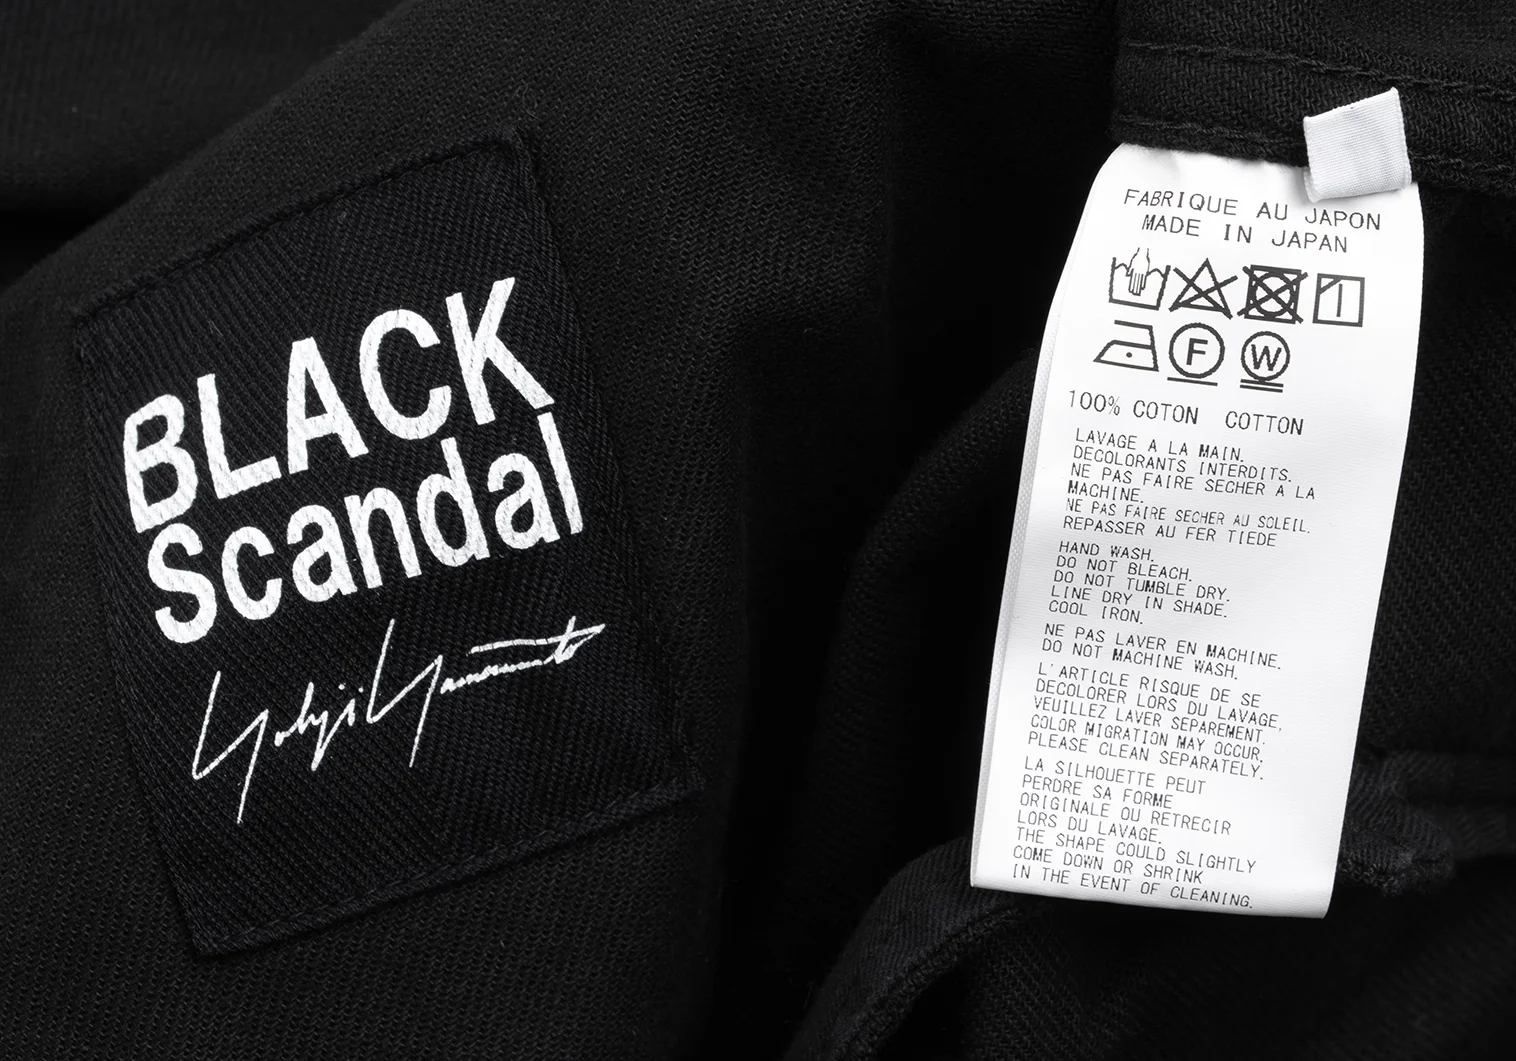 BLACK
Scandal
Yohji Yamamoto
FABRIQUE AU JAPON
MADE IN JAPAN
1
F
W
100% COTON COTTON
LAVAGE A LA MAIN.
DECOLORANTS INTERDITS.
NE PAS FAIRE SECHER A LA
MACHINE.
NE PAS FAIRE SECHER AU SOLEIL.
REPASSER AU FER TIEDE
HAND WASH.
DO NOT BLEACH.
DO NOT TUMBLE DRY.
LINE DRY IN SHADE.
COOL IRON.
NE PAS LAVER EN MACHINE.
DO NOT MACHINE WASH.
L'ARTICLE RISQUE DE SE
DECOLORER LORS DU LAVAGE,
VEUILLEZ LAVER SEPAREMENT.
COLOR MIGRATION MAY OCCUR,
PLEASE CLEAN SEPARATELY.
LA SILHOUETTE PEUT
PERDRE SA FORME
ORIGINALE OU RETRECIR
LORS DU LAVAGE.
THE SHAPE COULD SLIGHTLY
COME DOWN OR SHRINK
IN THE EVENT OF CLEANING.